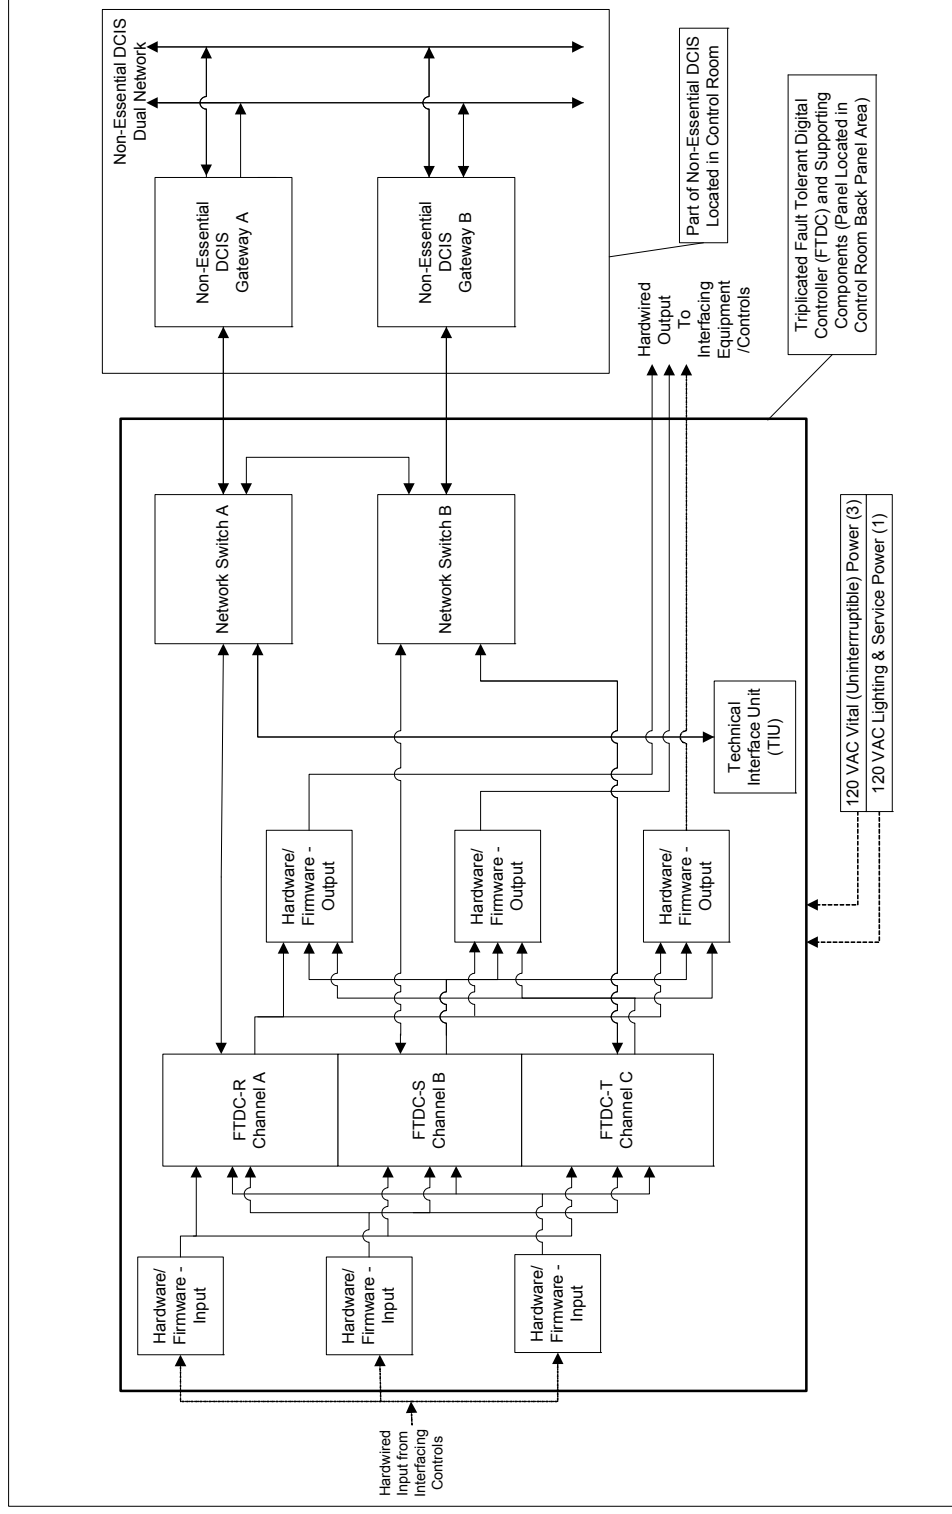 Non-Essential DCIS
Dual Network
Non-Essential
DCIS
Gateway A
Non-Essential
DCIS
Gateway B
Part of Non-Essential DCIS
Located in Control Room
Triplicated Fault Tolerant Digital
Controller (FTDC) and Supporting
Components (Panel Located in
Control Room Back Panel Area)
Hardwired
Output
To
Interfacing
Equipment
/Controls
Network Switch A
Network Switch B
120 VAC Vital (Uninterrruptible) Power (3)
120 VAC Lighting & Service Power (1)
Technical
Interface Unit
(TIU)
Hardware/
Firmware -
Output
Hardware/
Firmware -
Output
Hardware/
Firmware -
Output
FTDC-R
Channel A
FTDC-S
Channel B
FTDC-T
Channel C
Hardware/
Firmware -
Input
Hardware/
Firmware -
Input
Hardware/
Firmware -
Input
Hardwired
Input from
Interfacing
Controls